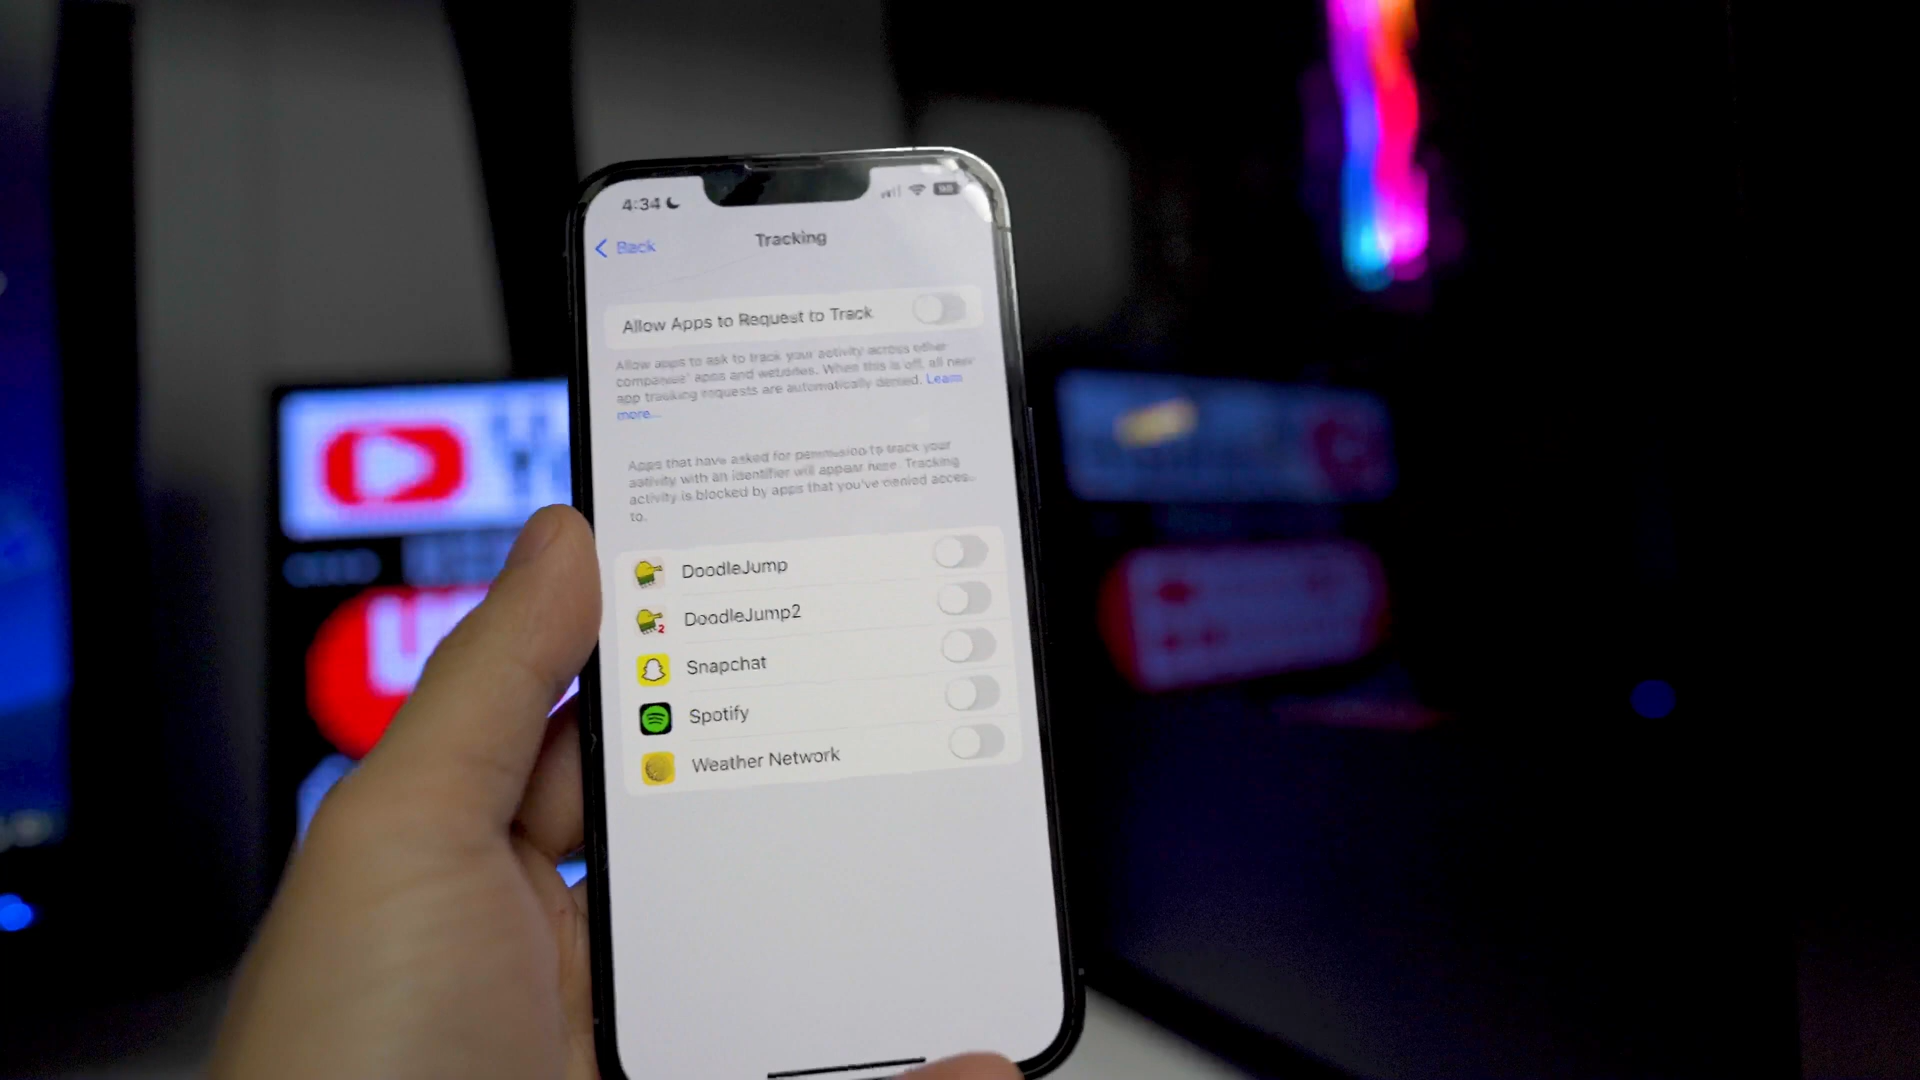 4:34
98
Back
Tracking
Allow Apps to Request to Track
Allow apps to ask to track your activity across other
companies' apps and websites. When this is off, all new
app tracking requests are automatically denied. Learn
more...
Apps that have asked for permission to track your
activity with an identifier will appear here. Tracking
activity is blocked by apps that you've denied access
to.
DoodleJump
DoodleJump2
2
Snapchat
Spotify
Weather Network